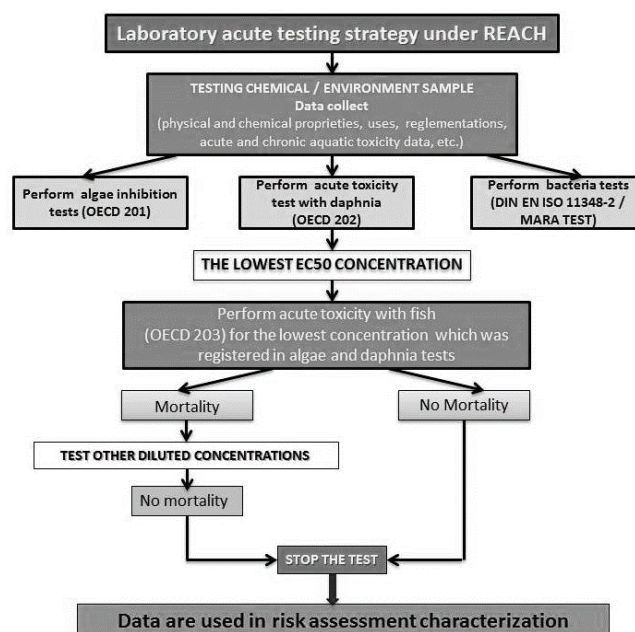 Laboratory acute testing strategy under REACH
TESTING CHEMICAL / ENVIRONMENT SAMPLE
Data collect
(physical and chemical proprieties, uses, reglementations,
acute and chronic aquatic toxicity data, etc.)
Perform algae inhibition
tests (OECD 201)
Perform acute toxicity
test with daphnia
(OECD 202)
Perform bacteria tests
(DIN EN ISO 11348-2 /
MARA TEST)
THE LOWEST EC50 CONCENTRATION
Perform acute toxicity with fish
(OECD 203) for the lowest concentration which was
registered in algae and daphnia tests
Mortality
No Mortality
TEST OTHER DILUTED CONCENTRATIONS
No mortality
STOP THE TEST
Data are used in risk assessment characterization